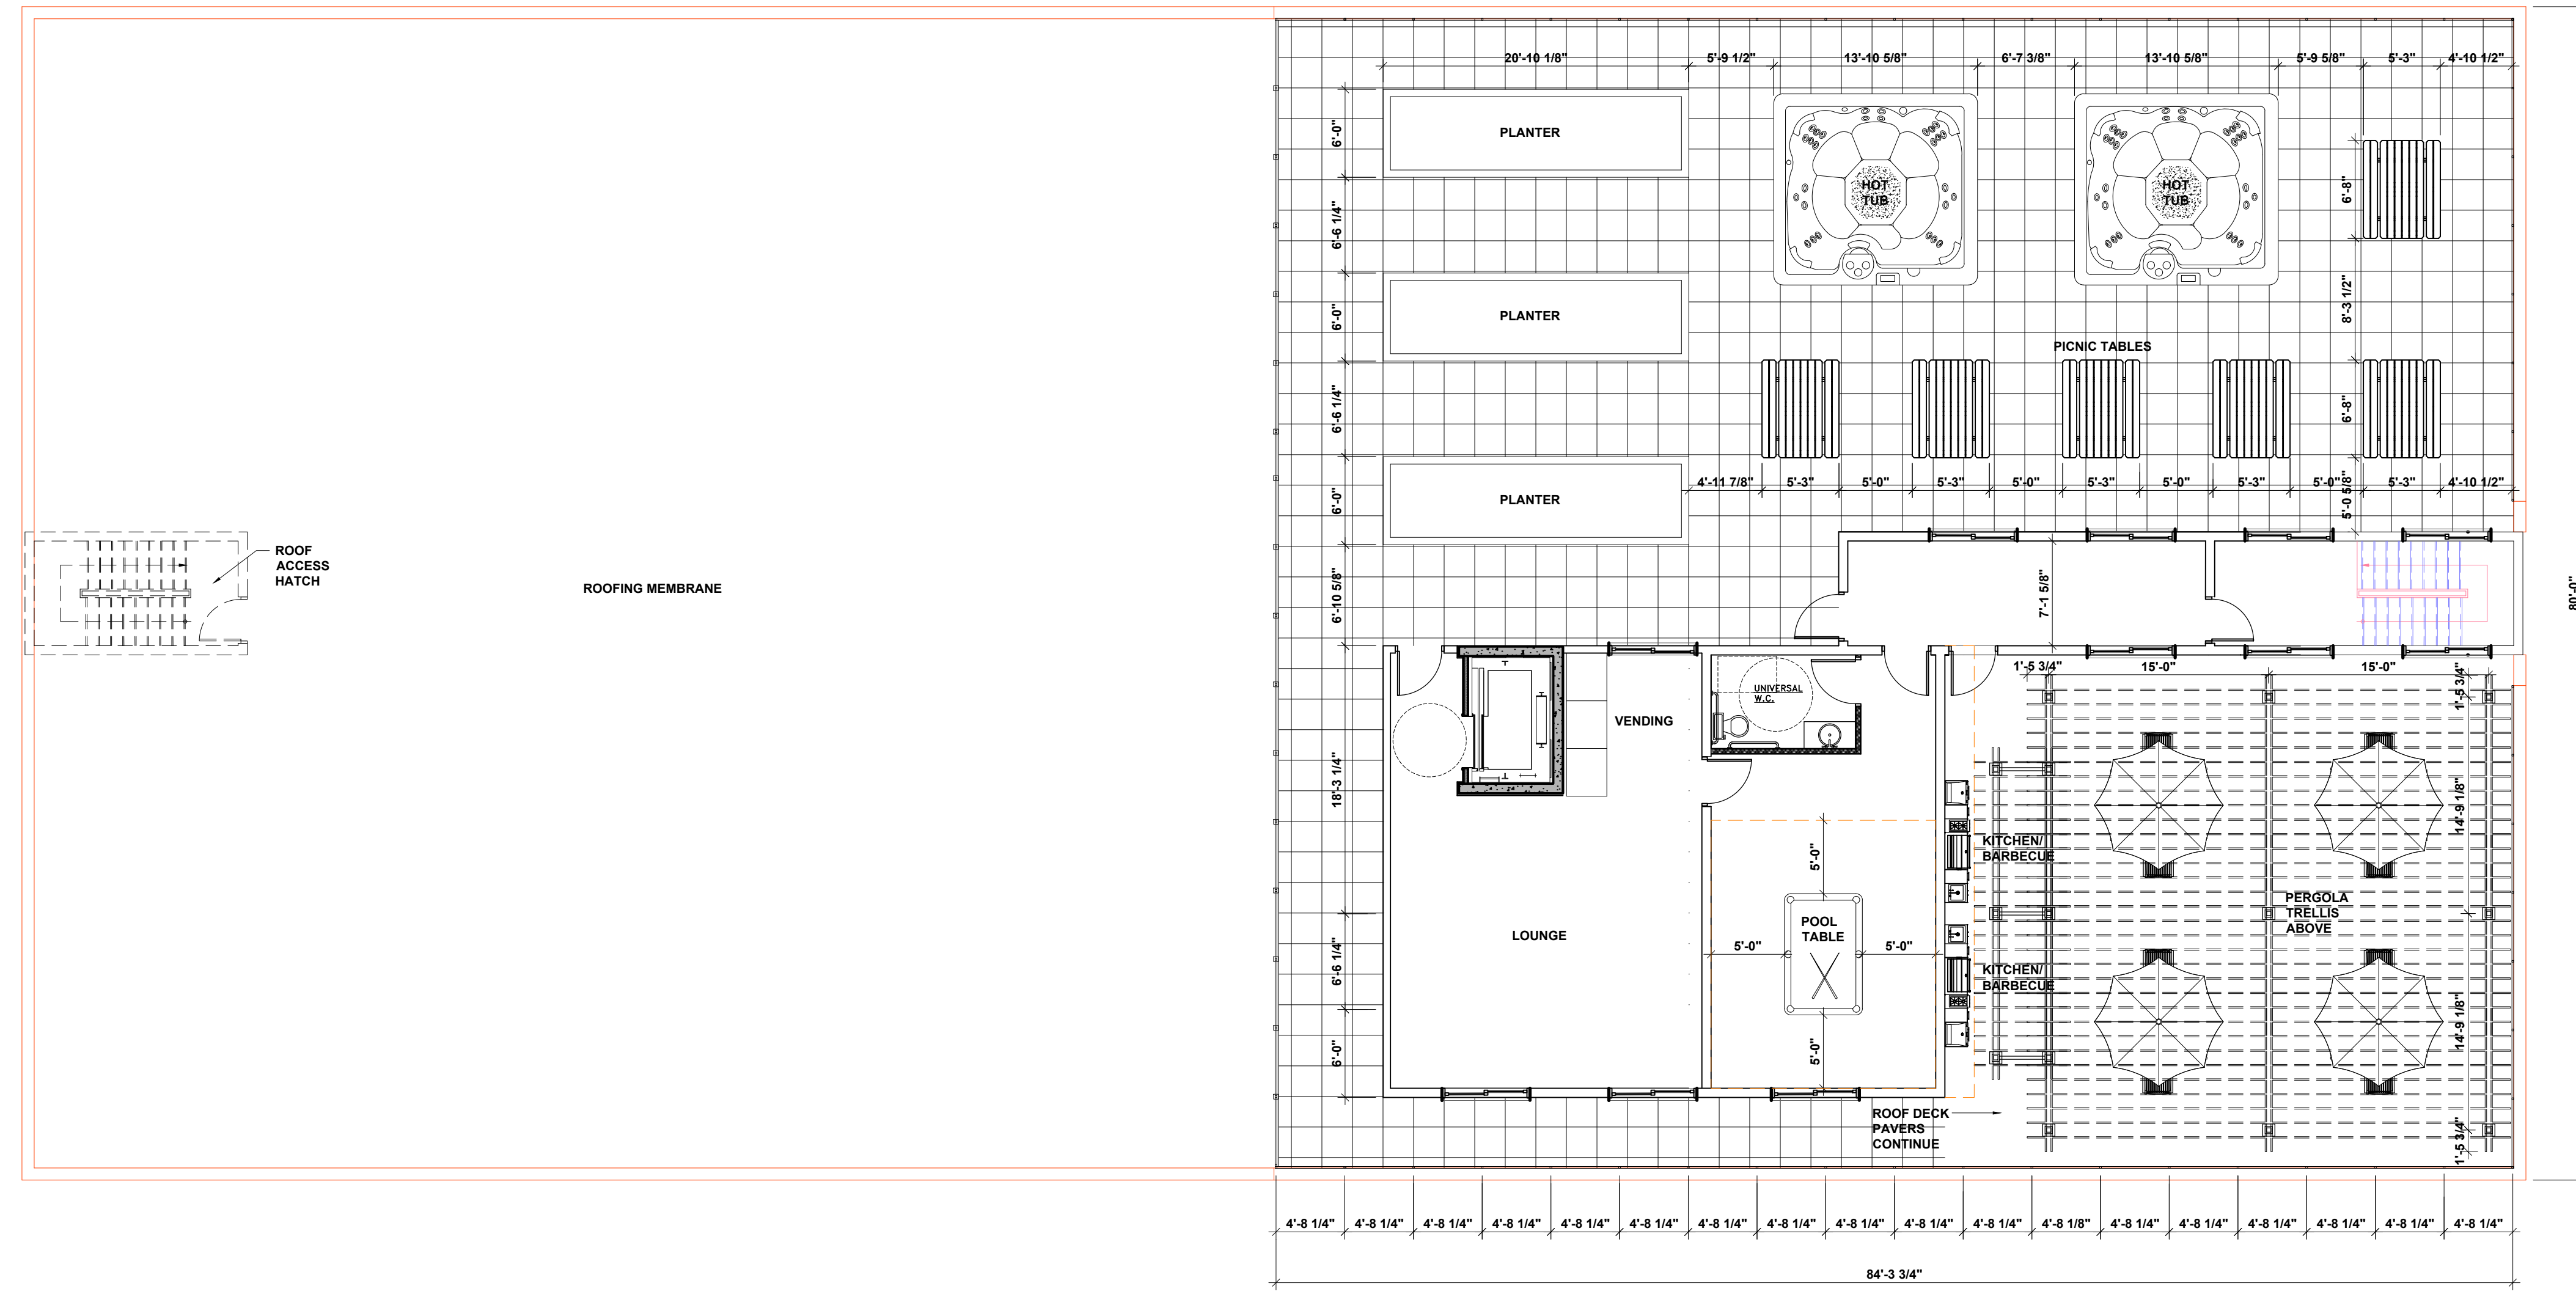 20'-10 1/8" 5'-9 1/2" 13'-10 5/8" 6'-7 3/8" 13'-10 5/8" 5'-9 5/8" 5'-3" 4'-10 1/2"
6'-0"
PLANTER
HOT
TUB
HOT
TUB
6'-8"
6'-6 1/4"
8'-3 1/2"
6'-0"
PLANTER
PICNIC TABLES
6'-6 1/4"
6'-8"
6'-0"
PLANTER
4'-11 7/8" 5'-3" 5'-0" 5'-3" 5'-0" 5'-3" 5'-0" 5'-3" 5'-0" 5'-3" 4'-10 1/2"
5'-0 5/8"
ROOF
ACCESS
HATCH
ROOFING MEMBRANE
6'-10 5/8"
7'-1 5/8"
80'-0"
1'-5 3/4" 15'-0" 15'-0"
1'-5 3/4"
UNIVERSAL
W.C.
VENDING
18'-3 1/4"
14'-9 1/8"
KITCHEN/
BARBECUE
5'-0"
PERGOLA
TRELLIS
ABOVE
LOUNGE
POOL
TABLE
5'-0" 5'-0"
6'-6 1/4"
KITCHEN/
BARBECUE
14'-9 1/8"
6'-0"
5'-0"
ROOF DECK
PAVERS
CONTINUE
1'-5 3/4"
4'-8 1/4" 4'-8 1/4" 4'-8 1/4" 4'-8 1/4" 4'-8 1/4" 4'-8 1/4" 4'-8 1/4" 4'-8 1/4" 4'-8 1/4" 4'-8 1/4" 4'-8 1/4" 4'-8 1/8" 4'-8 1/4" 4'-8 1/4" 4'-8 1/4" 4'-8 1/4" 4'-8 1/4" 4'-8 1/4"
84'-3 3/4"